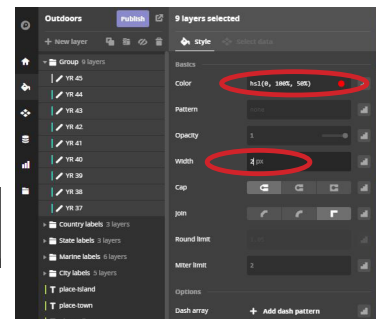 Outdoors
Publish
9 layers selected
+ New layer
Style
Select data
Group 9 layers
YR 45
YR 44
YR 43
YR 42
YR 41
YR 40
YR 39
YR 38
YR 37
Country labels 3 layers
State labels 3 layers
Marine labels 6 layers
City labels 5 layers
T place-island
T place-town
Basics
Color
hsl(0, 100%, 50%)
Pattern
none
Opacity
1
Width
2 px
Cap
Join
Round limit
Miter limit
2
Options
Dash array
+ Add dash pattern